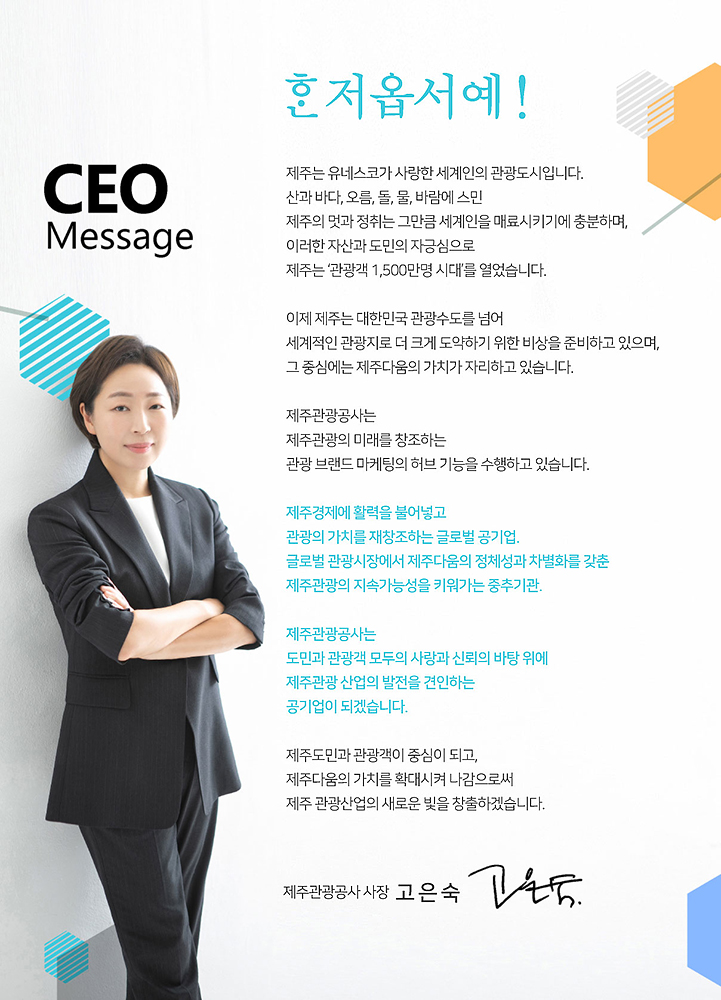 CEO
Message
ᄒᆞᆫ저옵서예!
제주는 유네스코가 사랑한 세계인의 관광도시입니다.
산과 바다, 오름, 돌, 물, 바람에 스민
제주의 멋과 정취는 그만큼 세계인을 매료시키기에 충분하며,
이러한 자산과 도민의 자긍심으로
제주는 ‘관광객 1,500만명 시대’를 열었습니다.
이제 제주는 대한민국 관광수도를 넘어
세계적인 관광지로 더 크게 도약하기 위한 비상을 준비하고 있으며,
그 중심에는 제주다움의 가치가 자리하고 있습니다.
제주관광공사는
제주관광의 미래를 창조하는
관광 브랜드 마케팅의 허브 기능을 수행하고 있습니다.
제주경제에 활력을 불어넣고
관광의 가치를 재창조하는 글로벌 공기업.
글로벌 관광시장에서 제주다움의 정체성과 차별화를 갖춘
제주관광의 지속가능성을 키워가는 중추기관.
제주관광공사는
도민과 관광객 모두의 사랑과 신뢰의 바탕 위에
제주관광 산업의 발전을 견인하는
공기업이 되겠습니다.
제주도민과 관광객이 중심이 되고,
제주다움의 가치를 확대시켜 나감으로써
제주 관광산업의 새로운 빛을 창출하겠습니다.
제주관광공사 사장 고은숙 고은숙